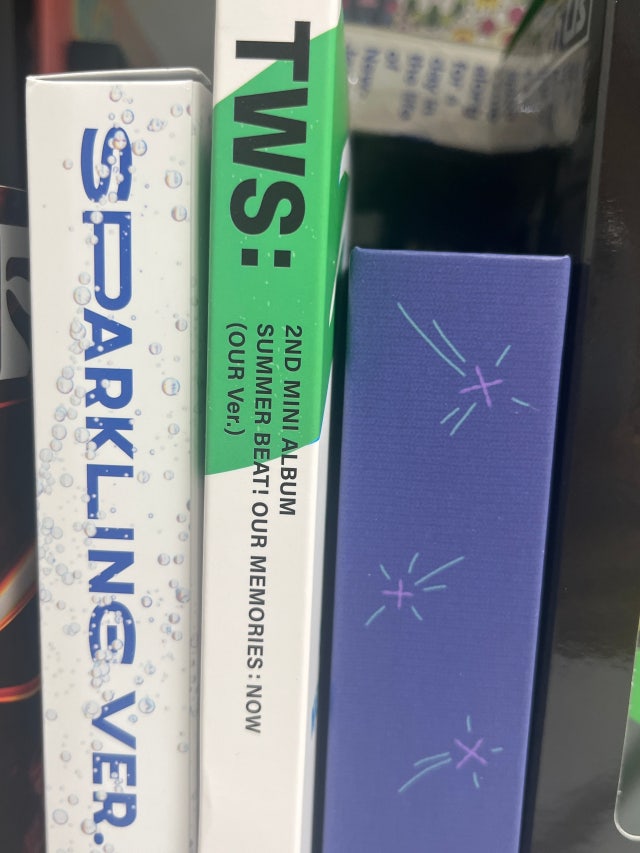 SPARKLING VER.
TWS:
2ND MINI ALBUM
SUMMER BEAT! OUR MEMORIES : NOW
(OUR Ver.)